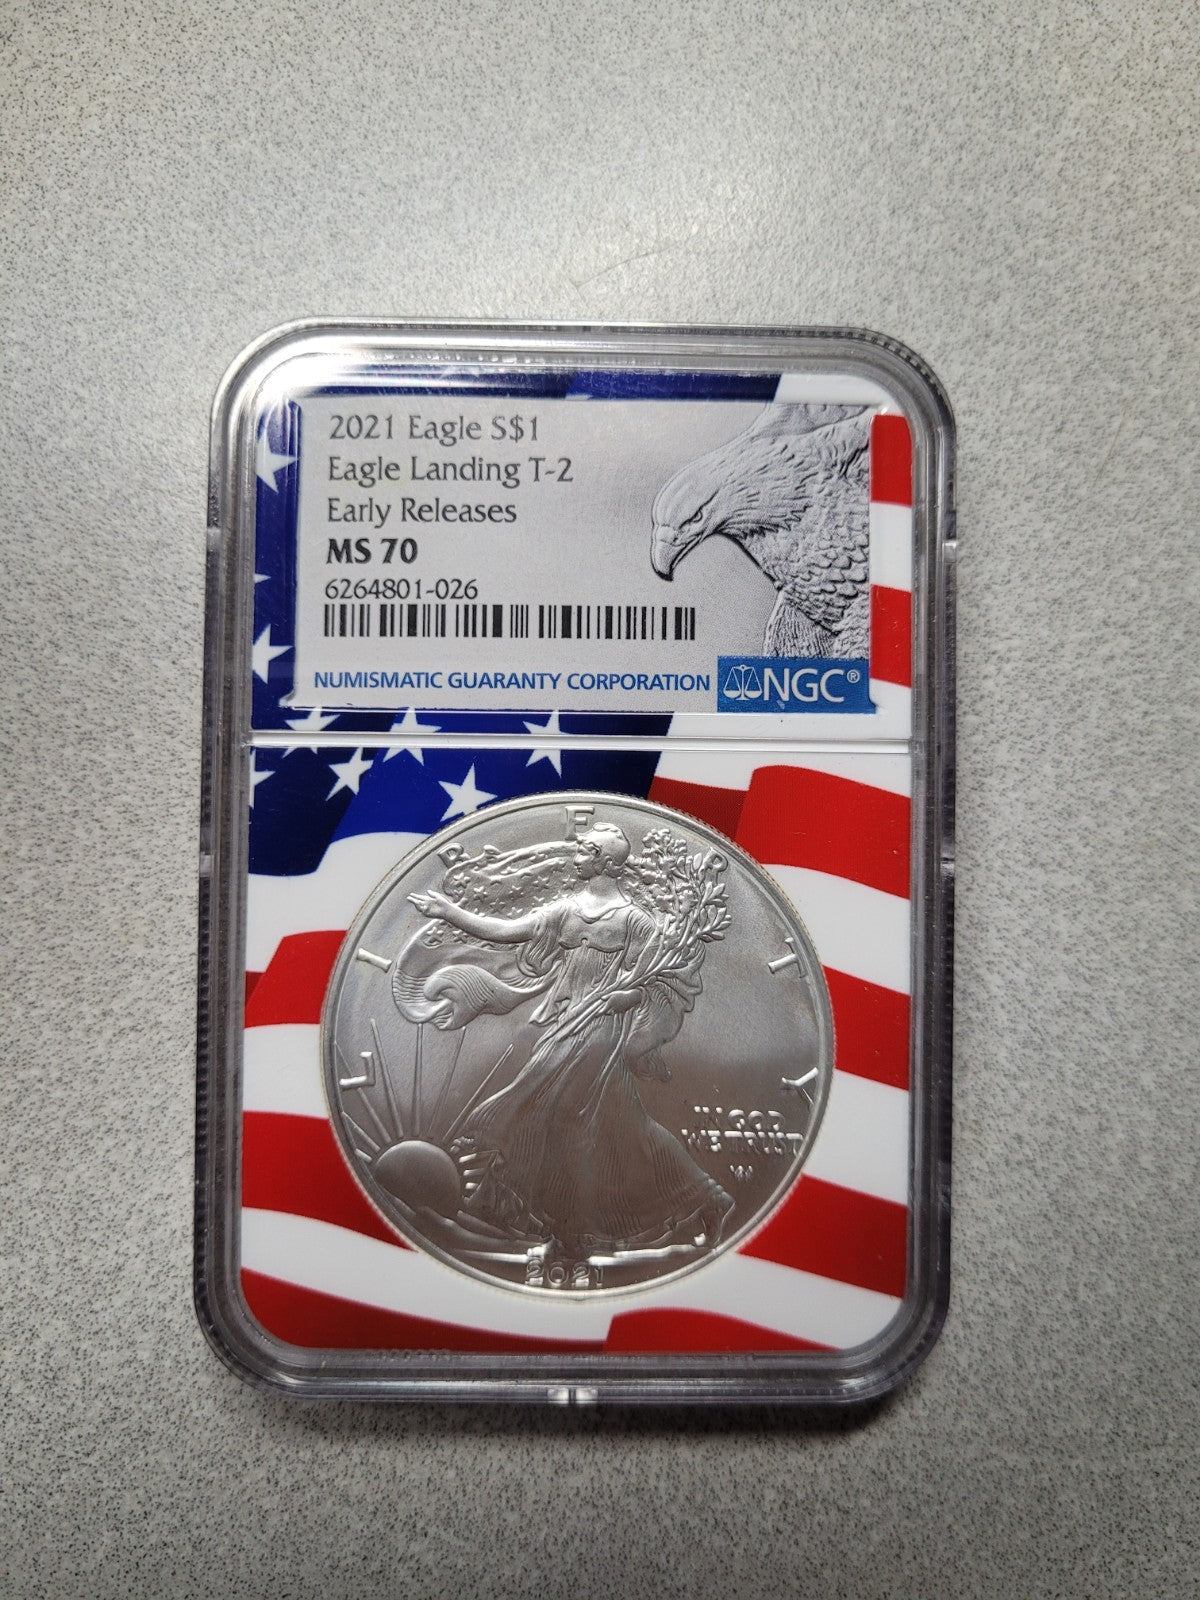 2021 Eagle S$1
Eagle Landing T-2
Early Releases
MS 70
6264801-026
NUMISMATIC GUARANTY CORPORATION NGC®
LIBERTY
IN GOD
WE TRUST
2021